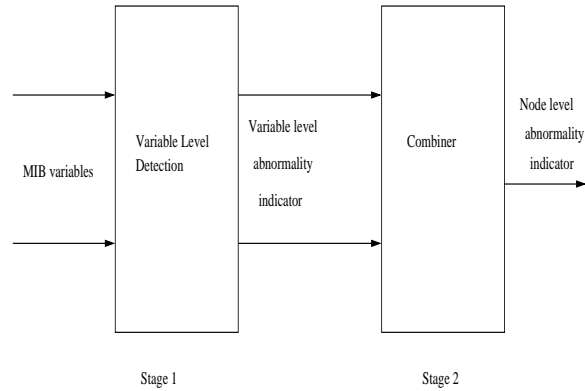 MIB variables
Variable Level
Detection
Variable level
abnormality
indicator
Combiner
Node level
abnormality
indicator
Stage 1
Stage 2